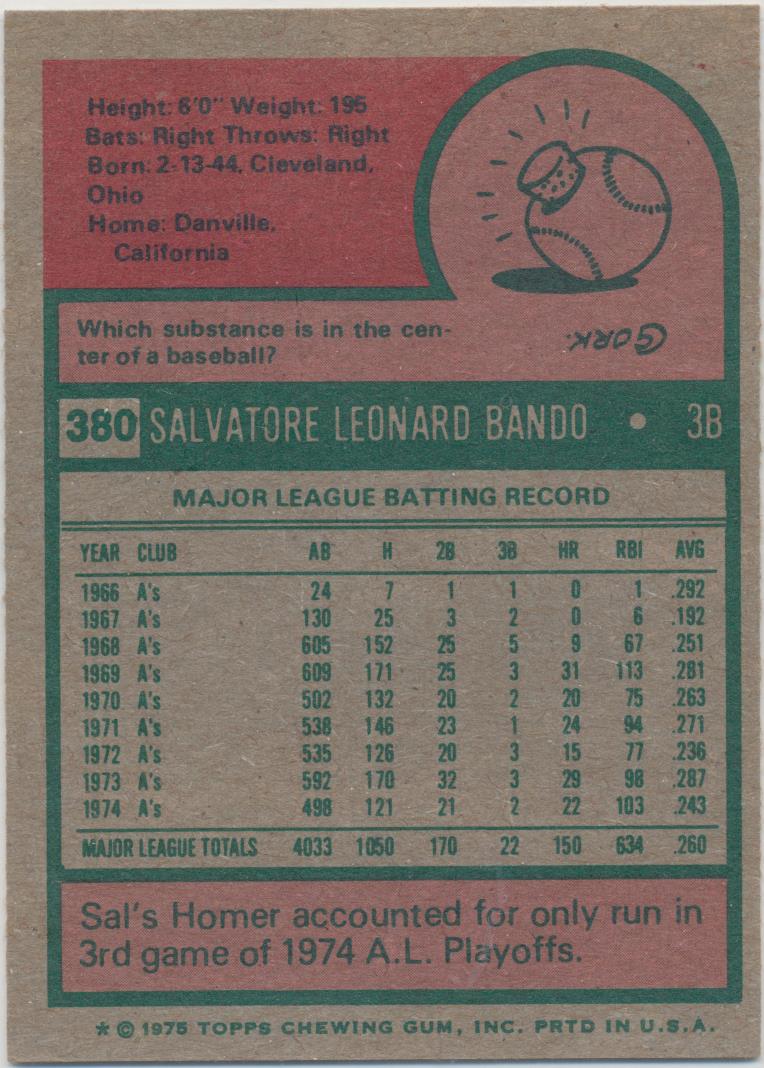 Height: 6'0" Weight: 195
Bats: Right Throws: Right
Born: 2-13-44, Cleveland,
Ohio
Home: Danville,
California
Which substance is in the cen-
ter of a baseball?
CORK.
380 SALVATORE LEONARD BANDO • 3B
MAJOR LEAGUE BATTING RECORD
YEAR CLUB AB H 2B 3B HR RBI AVG
1966 A's 24 7 1 1 0 1 .292
1967 A's 130 25 3 2 0 6 .192
1968 A's 605 152 25 5 9 67 .251
1969 A's 609 171 25 3 31 113 .281
1970 A's 502 132 20 2 20 75 .263
1971 A's 538 146 23 1 24 94 .271
1972 A's 535 126 20 3 15 77 .236
1973 A's 592 170 32 3 29 98 .287
1974 A's 498 121 21 2 22 103 .243
MAJOR LEAGUE TOTALS 4033 1050 170 22 150 634 .260
Sal's Homer accounted for only run in
3rd game of 1974 A.L. Playoffs.
* © 1975 TOPPS CHEWING GUM, INC. PRTD IN U.S.A.